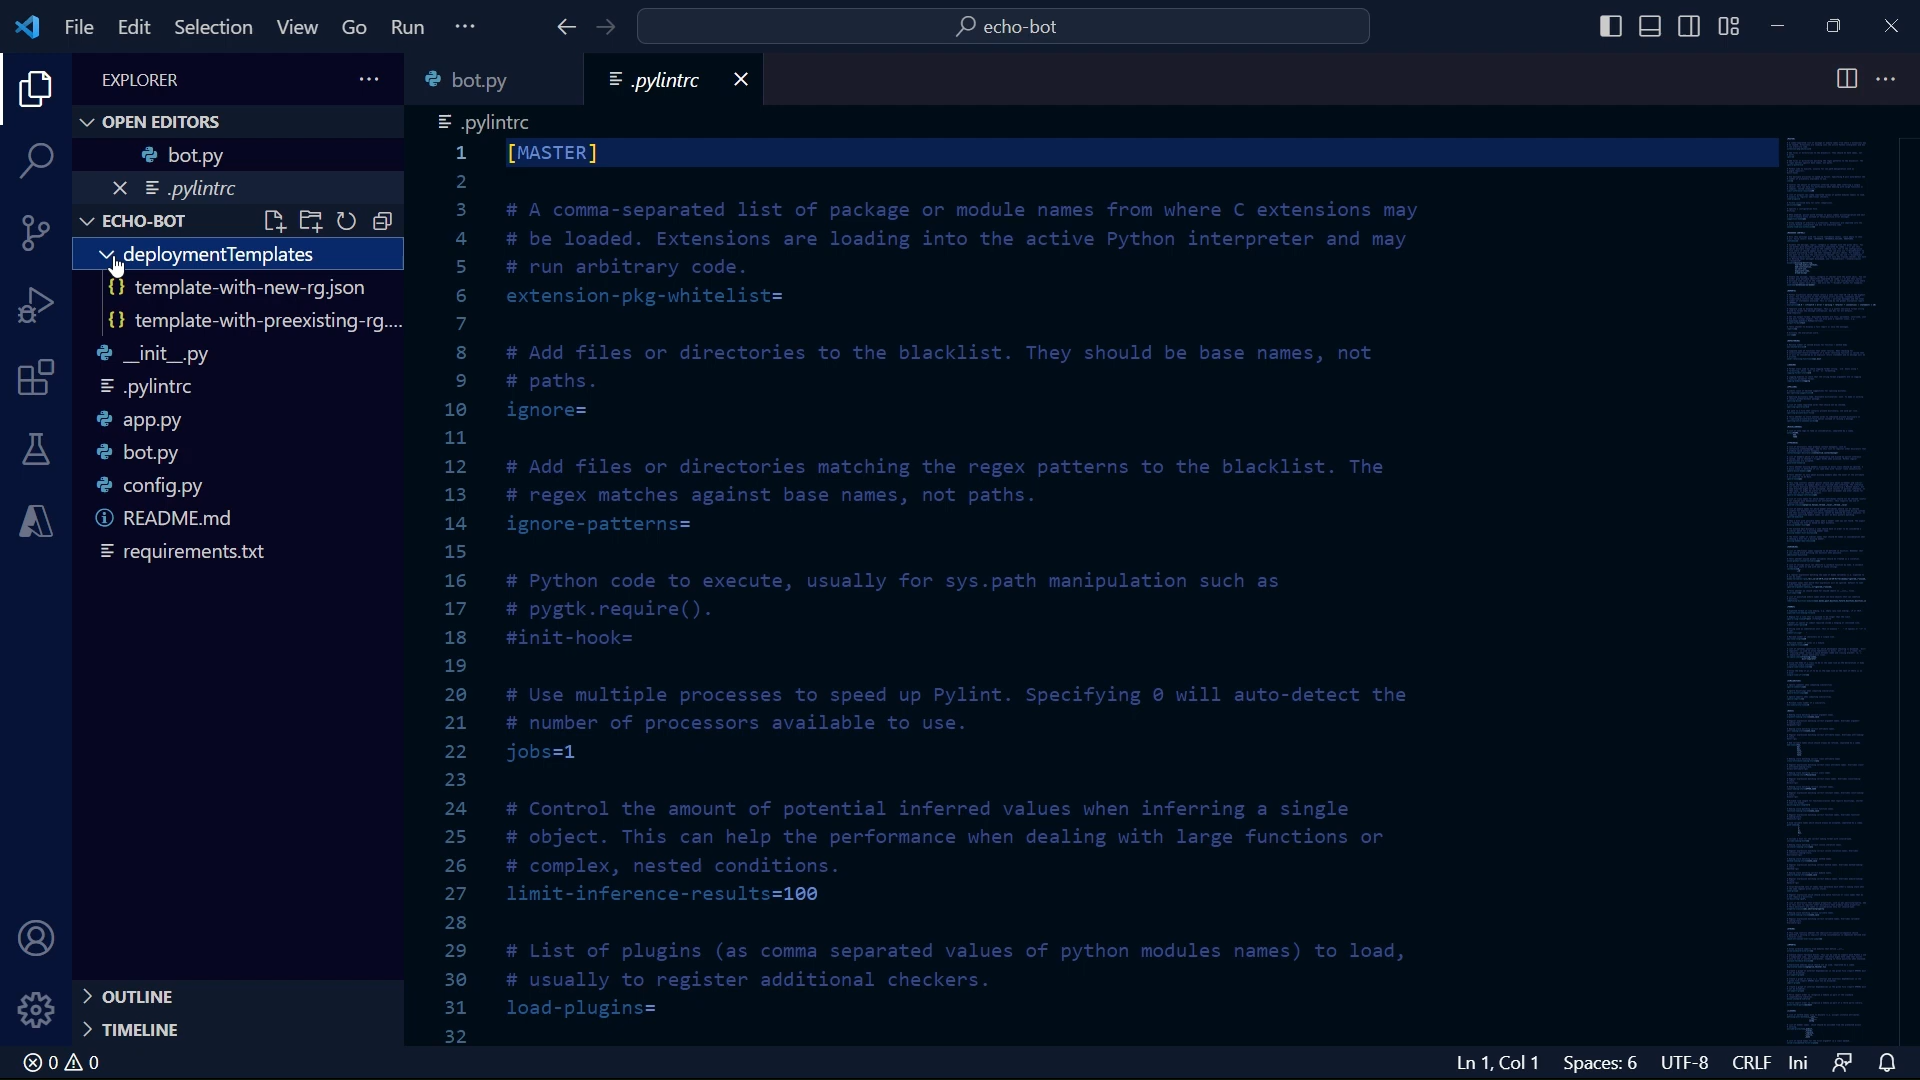 File Edit Selection View Go Run ···
echo-bot
EXPLORER ···
bot.py
.pylintrc
OPEN EDITORS
bot.py
.pylintrc
ECHO-BOT
deploymentTemplates
template-with-new-rg.json
template-with-preexisting-rg....
__init__.py
.pylintrc
app.py
bot.py
config.py
README.md
requirements.txt
OUTLINE
TIMELINE
.pylintrc
1 [MASTER]
2
3 # A comma-separated list of package or module names from where C extensions may
4 # be loaded. Extensions are loading into the active Python interpreter and may
5 # run arbitrary code.
6 extension-pkg-whitelist=
7
8 # Add files or directories to the blacklist. They should be base names, not
9 # paths.
10 ignore=
11
12 # Add files or directories matching the regex patterns to the blacklist. The
13 # regex matches against base names, not paths.
14 ignore-patterns=
15
16 # Python code to execute, usually for sys.path manipulation such as
17 # pygtk.require().
18 #init-hook=
19
20 # Use multiple processes to speed up Pylint. Specifying 0 will auto-detect the
21 # number of processors available to use.
22 jobs=1
23
24 # Control the amount of potential inferred values when inferring a single
25 # object. This can help the performance when dealing with large functions or
26 # complex, nested conditions.
27 limit-inference-results=100
28
29 # List of plugins (as comma separated values of python modules names) to load,
30 # usually to register additional checkers.
31 load-plugins=
32
0 0
Ln 1, Col 1 Spaces: 6 UTF-8 CRLF Ini